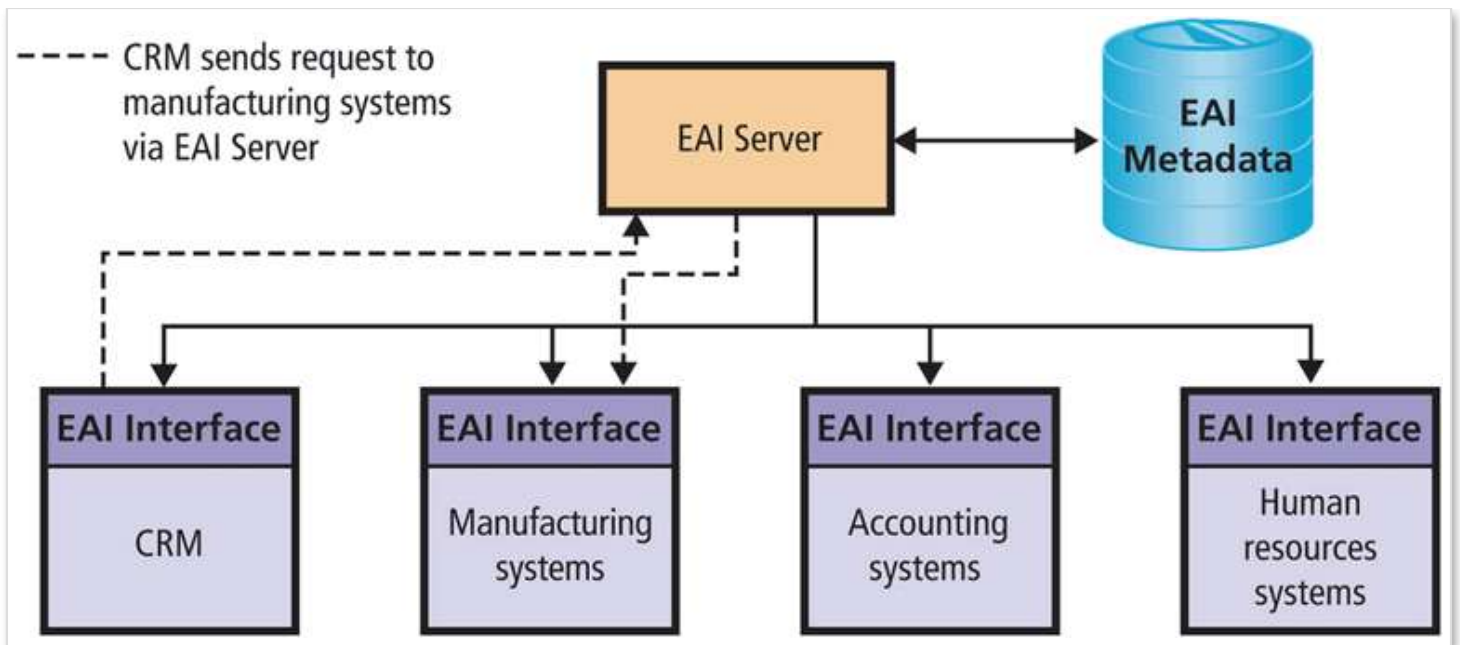 CRM sends request to
manufacturing systems
via EAI Server
EAI Server
EAI
Metadata
EAI Interface
CRM
EAI Interface
Manufacturing
systems
EAI Interface
Accounting
systems
EAI Interface
Human
resources
systems